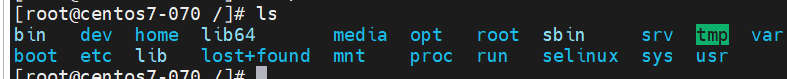 [root@centos7-070 /]# ls
bin dev home lib64 media opt root sbin srv tmp var
boot etc lib lost+found mnt proc run selinux sys usr
[root@centos7-070 /]#